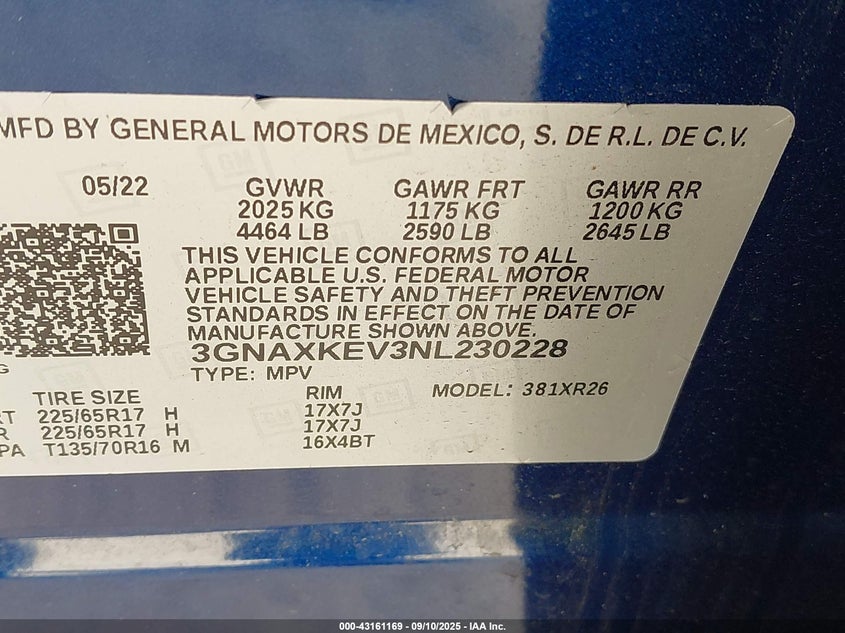 MFD BY GENERAL MOTORS DE MEXICO, S. DE R.L. DE C.V.
05/22 GVWR GAWR FRT GAWR RR
2025 KG 1175 KG 1200 KG
4464 LB 2590 LB 2645 LB
THIS VEHICLE CONFORMS TO ALL
APPLICABLE U.S. FEDERAL MOTOR
VEHICLE SAFETY AND THEFT PREVENTION
STANDARDS IN EFFECT ON THE DATE OF
MANUFACTURE SHOWN ABOVE.
3GNAXKEV3NL230228
G
TYPE: MPV MODEL: 381XR26
TIRE SIZE RIM
RT 225/65R17 H 17X7J
R 225/65R17 H 17X7J
PA T135/70R16 M 16X4BT
000-43161169 - 09/10/2025 - IAA Inc.